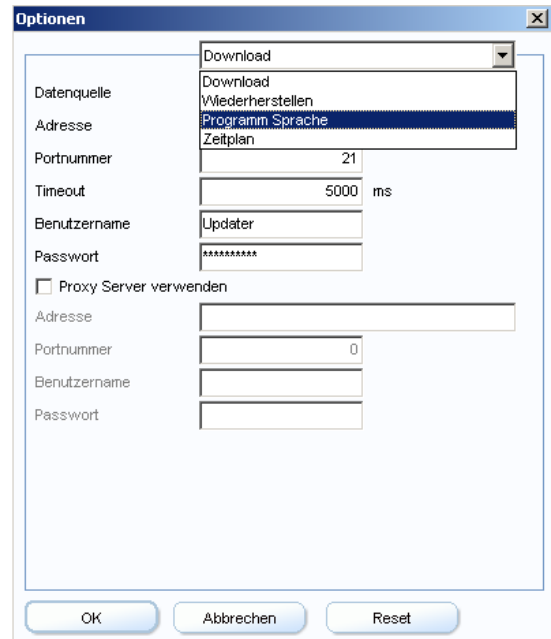 Optionen
Download
Download
Datenquelle
Wiederherstellen
Adresse
Programm Sprache
Zeitplan
Portnummer 21
Timeout 5000 ms
Benutzername Updater
Passwort **********
Proxy Server verwenden
Adresse
Portnummer 0
Benutzername
Passwort
OK Abbrechen Reset